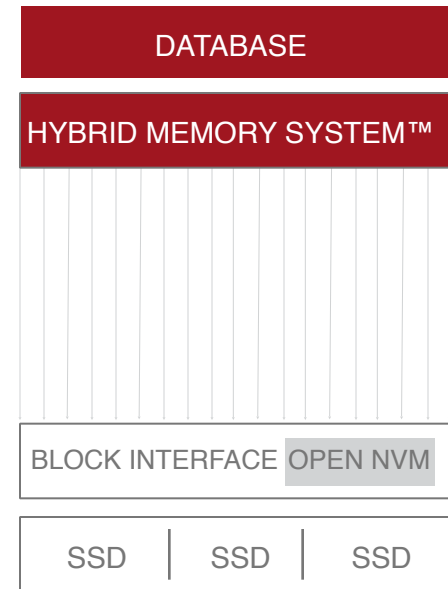 DATABASE
HYBRID MEMORY SYSTEM™
BLOCK INTERFACE OPEN NVM
SSD SSD SSD